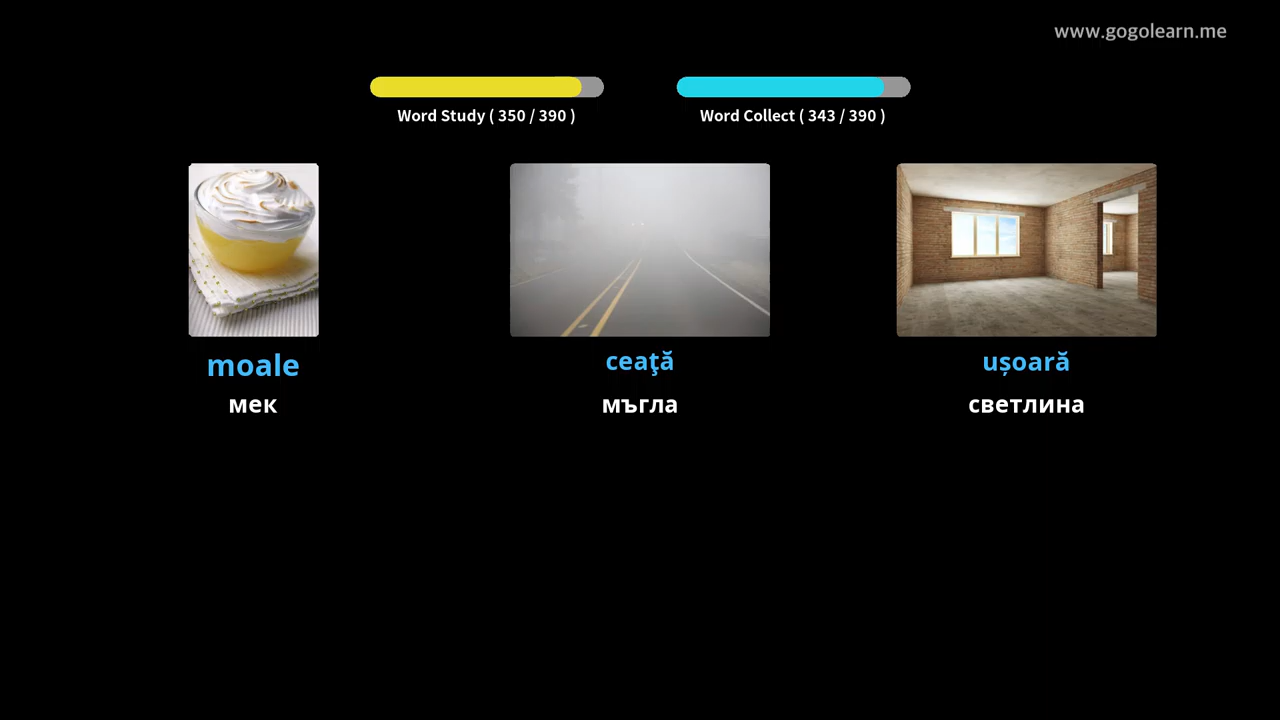 www.gogolearn.me
Word Study ( 350 / 390 )
Word Collect ( 343 / 390 )
moale
ceaţă
ușoară
мек
мъгла
светлина